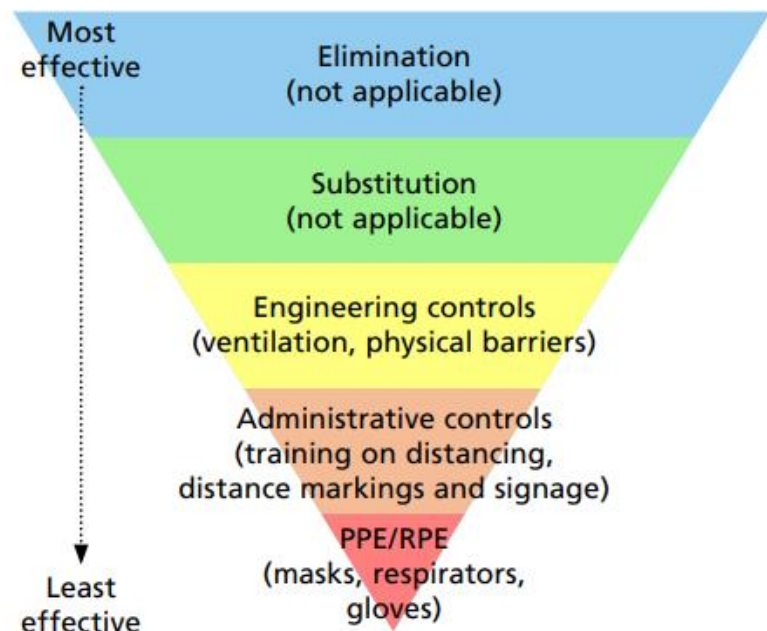 Most
effective
Elimination
(not applicable)
Substitution
(not applicable)
Engineering controls
(ventilation, physical barriers)
Administrative controls
(training on distancing,
distance markings and signage)
PPE/RPE
(masks, respirators,
gloves)
Least
effective